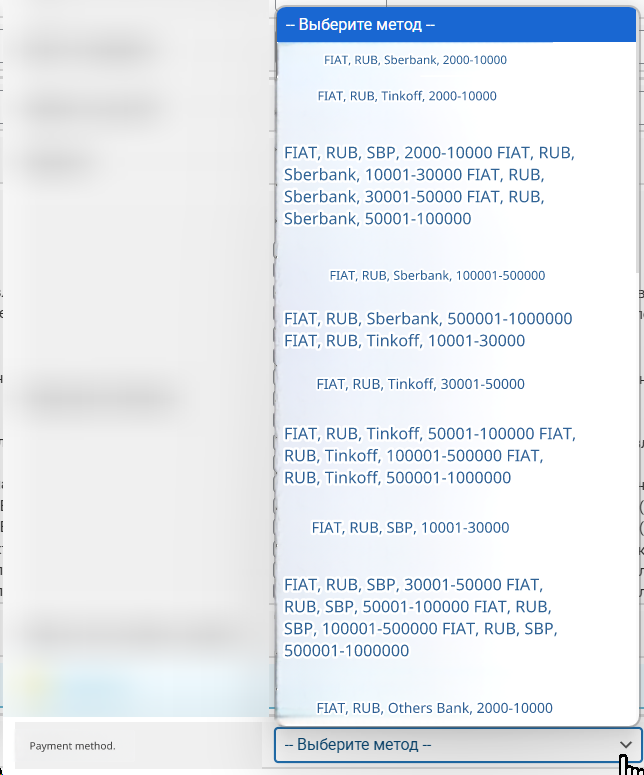 -- Выберите метод --
FIAT, RUB, Sberbank, 2000-10000
FIAT, RUB, Tinkoff, 2000-10000
FIAT, RUB, SBP, 2000-10000 FIAT, RUB,
Sberbank, 10001-30000 FIAT, RUB,
Sberbank, 30001-50000 FIAT, RUB,
Sberbank, 50001-100000
FIAT, RUB, Sberbank, 100001-500000
FIAT, RUB, Sberbank, 500001-1000000
FIAT, RUB, Tinkoff, 10001-30000
FIAT, RUB, Tinkoff, 30001-50000
FIAT, RUB, Tinkoff, 50001-100000 FIAT,
RUB, Tinkoff, 100001-500000 FIAT,
RUB, Tinkoff, 500001-1000000
FIAT, RUB, SBP, 10001-30000
FIAT, RUB, SBP, 30001-50000 FIAT,
RUB, SBP, 50001-100000 FIAT, RUB,
SBP, 100001-500000 FIAT, RUB, SBP,
500001-1000000
FIAT, RUB, Others Bank, 2000-10000
Payment method.
-- Выберите метод --